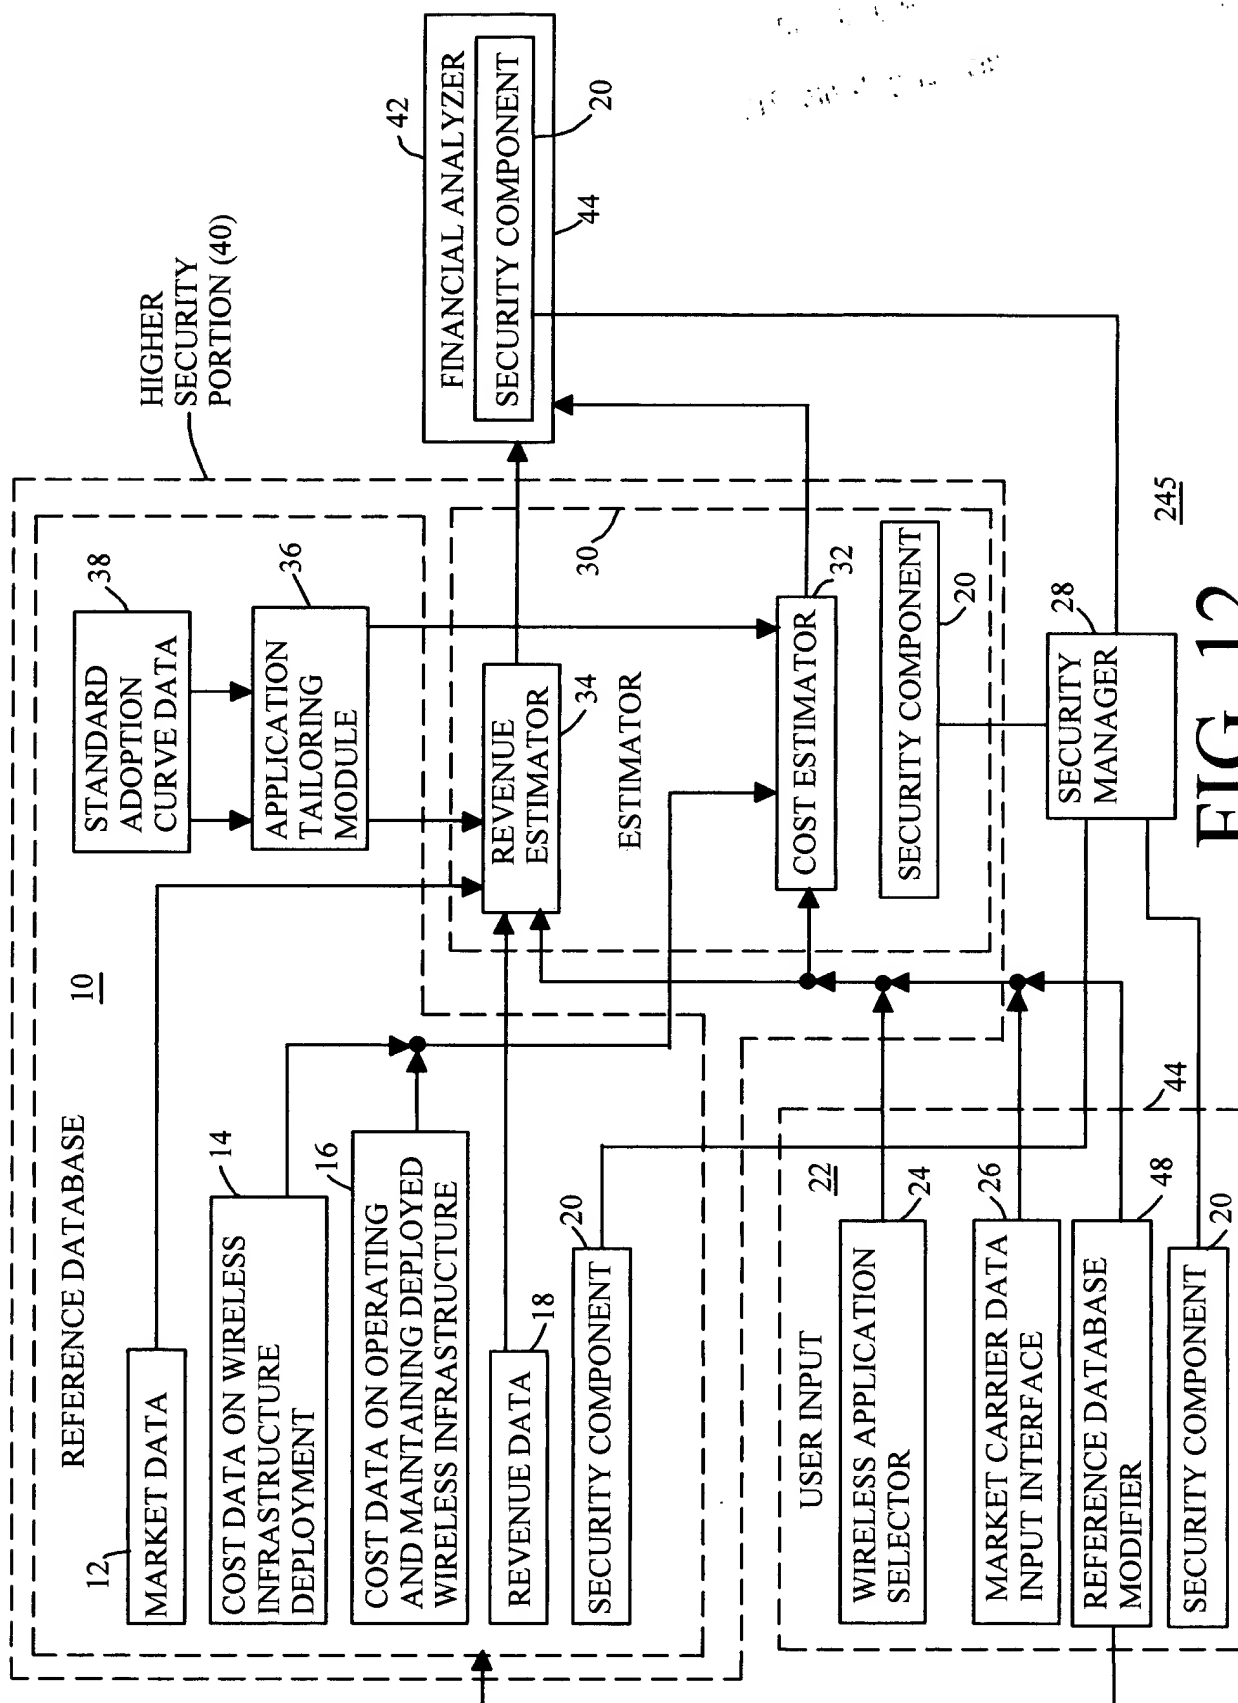 HIGHER
SECURITY
PORTION (40)
REFERENCE DATABASE
10
12
MARKET DATA
14
COST DATA ON WIRELESS
INFRASTRUCTURE
DEPLOYMENT
16
COST DATA ON OPERATING
AND MAINTAINING DEPLOYED
WIRELESS INFRASTRUCTURE
REVENUE DATA
18
SECURITY COMPONENT
20
STANDARD
ADOPTION
CURVE DATA
38
APPLICATION
TAILORING
MODULE
36
REVENUE
ESTIMATOR
34
30
ESTIMATOR
COST ESTIMATOR
32
SECURITY COMPONENT
20
42
FINANCIAL ANALYZER
SECURITY COMPONENT
20
44
USER INPUT
22
44
WIRELESS APPLICATION
SELECTOR
24
MARKET CARRIER DATA
INPUT INTERFACE
26
REFERENCE DATABASE
MODIFIER
48
SECURITY COMPONENT
20
SECURITY
MANAGER
28
245
FIG. 12